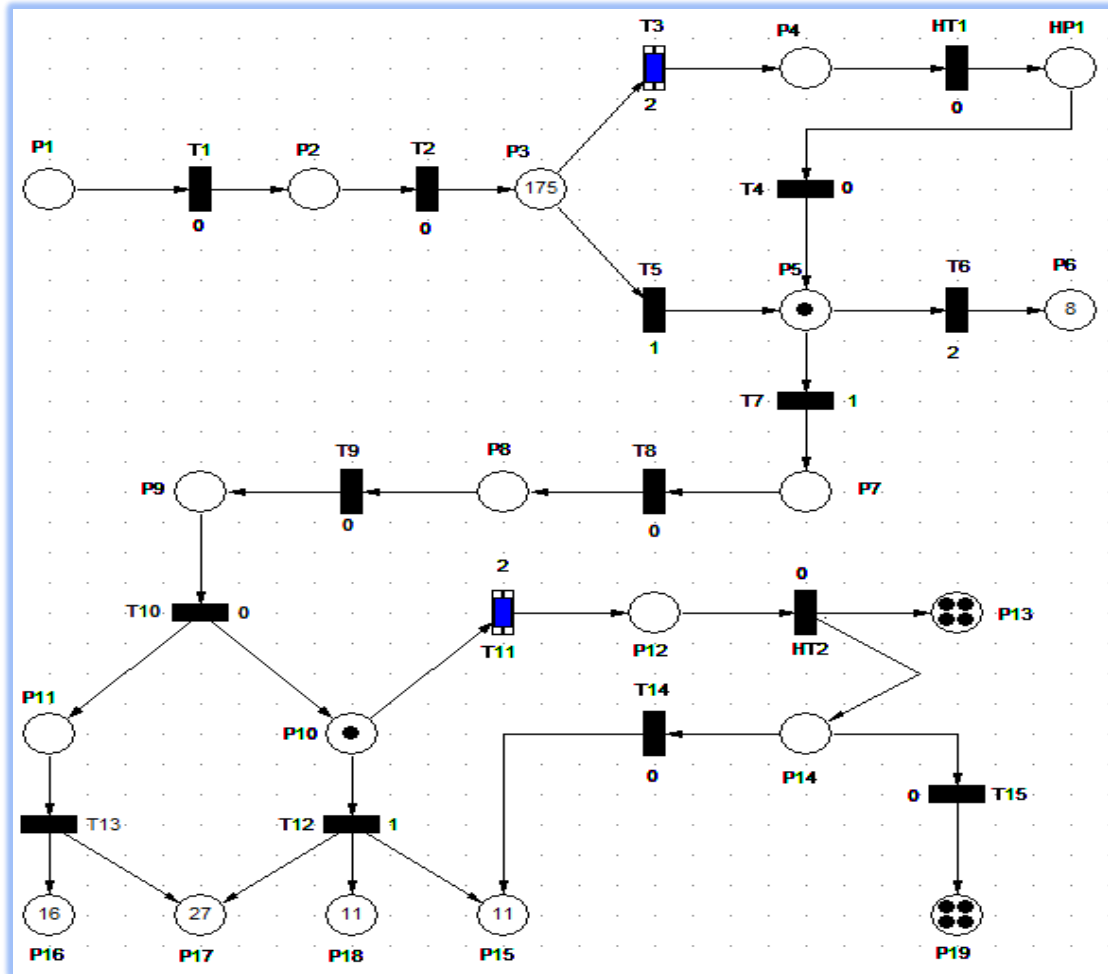 T3 P4 HT1 HP1
2 0
P1 T1 P2 T2 P3
175
0 0
T4 0
T5 P5 T6 P6
8
1 2
T7 1
P9 T9 P8 T8 P7
0 0
2 0
T10 0 P13
T11 P12 HT2
P11 T14
P10 P14
0 0 T15
T13 T12 1
16 27 11 11
P16 P17 P18 P15 P19